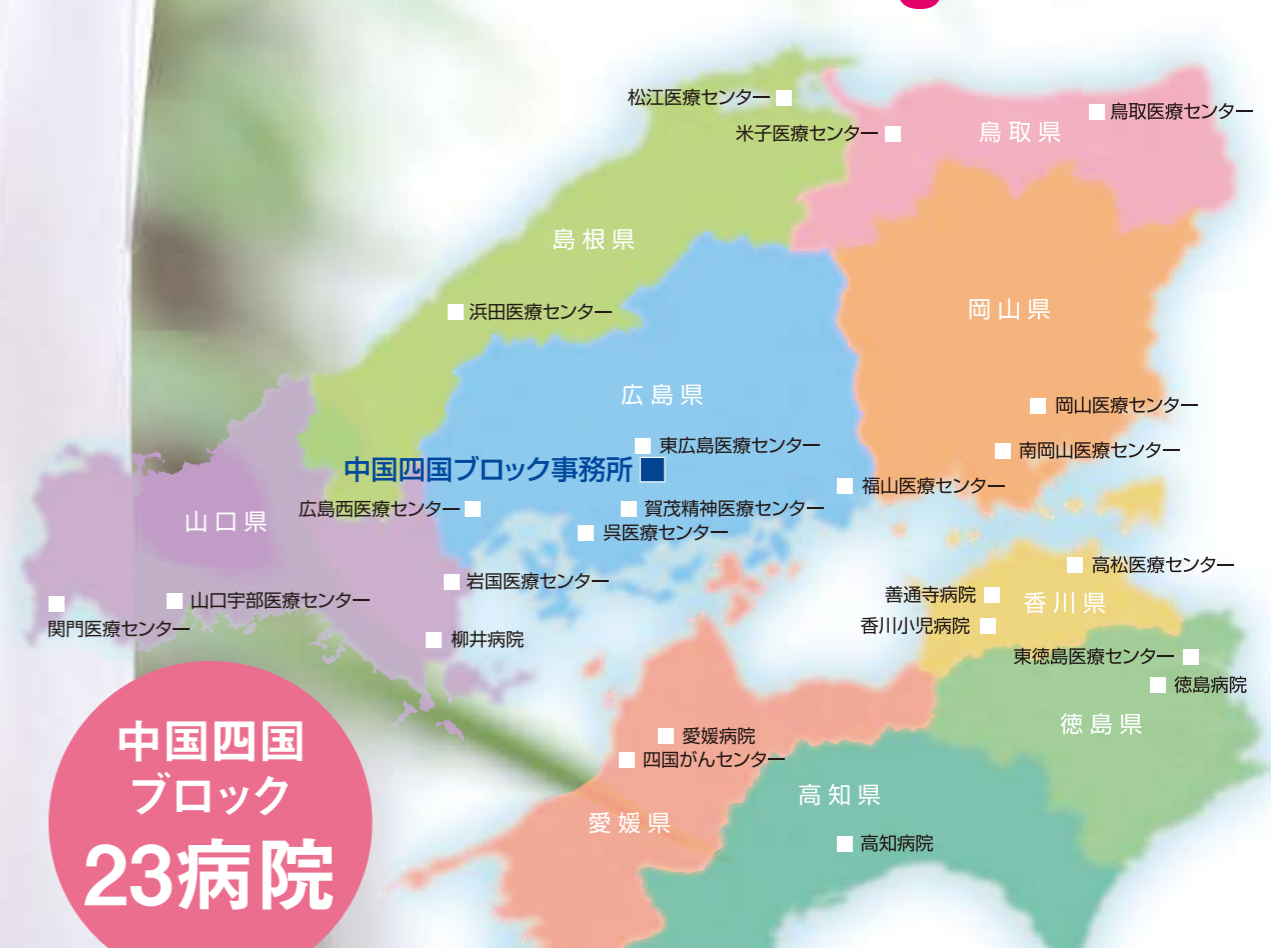 松江医療センター
米子医療センター
鳥取県
鳥取医療センター
島根県
浜田医療センター
岡山県
広島県
岡山医療センター
東広島医療センター
南岡山医療センター
中国四国ブロック事務所
福山医療センター
広島西医療センター
賀茂精神医療センター
山口県
呉医療センター
高松医療センター
岩国医療センター
善通寺病院
香川県
山口宇部医療センター
関門医療センター
香川小児病院
柳井病院
東徳島医療センター
徳島病院
徳島県
愛媛病院
四国がんセンター
高知県
愛媛県
高知病院
中国四国
ブロック
23病院